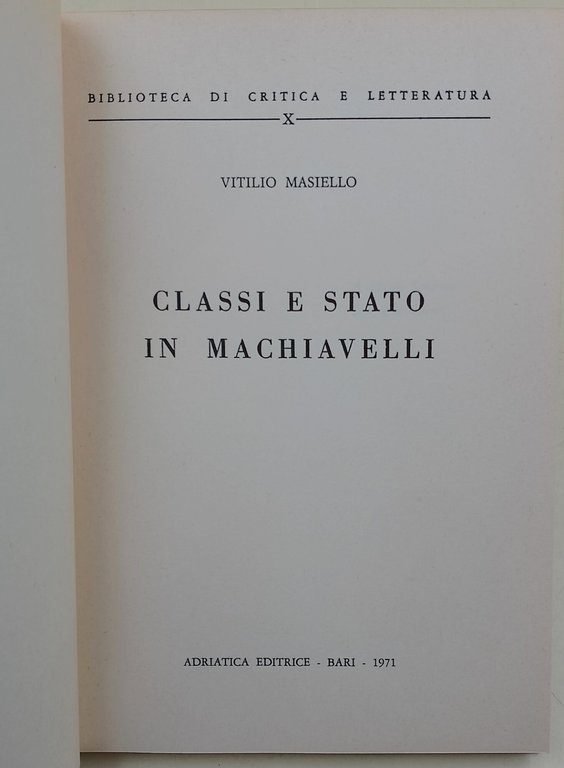 BIBLIOTECA DI CRITICA E LETTERATURA
X
VITILIO MASIELLO
CLASSI E STATO
IN MACHIAVELLI
ADRIATICA EDITRICE - BARI - 1971